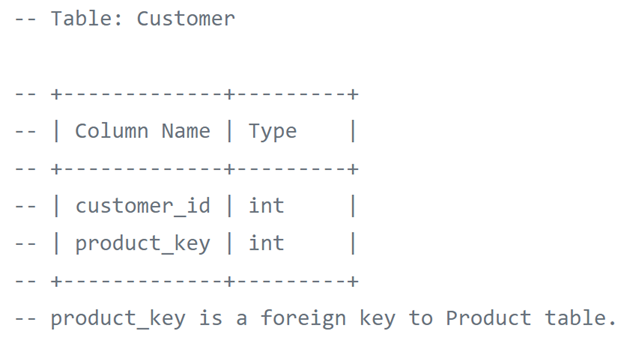 -- Table: Customer
-- +-------------+---------+
-- | Column Name | Type    |
-- +-------------+---------+
-- | customer_id | int     |
-- | product_key | int     |
-- +-------------+---------+
-- product_key is a foreign key to Product table.